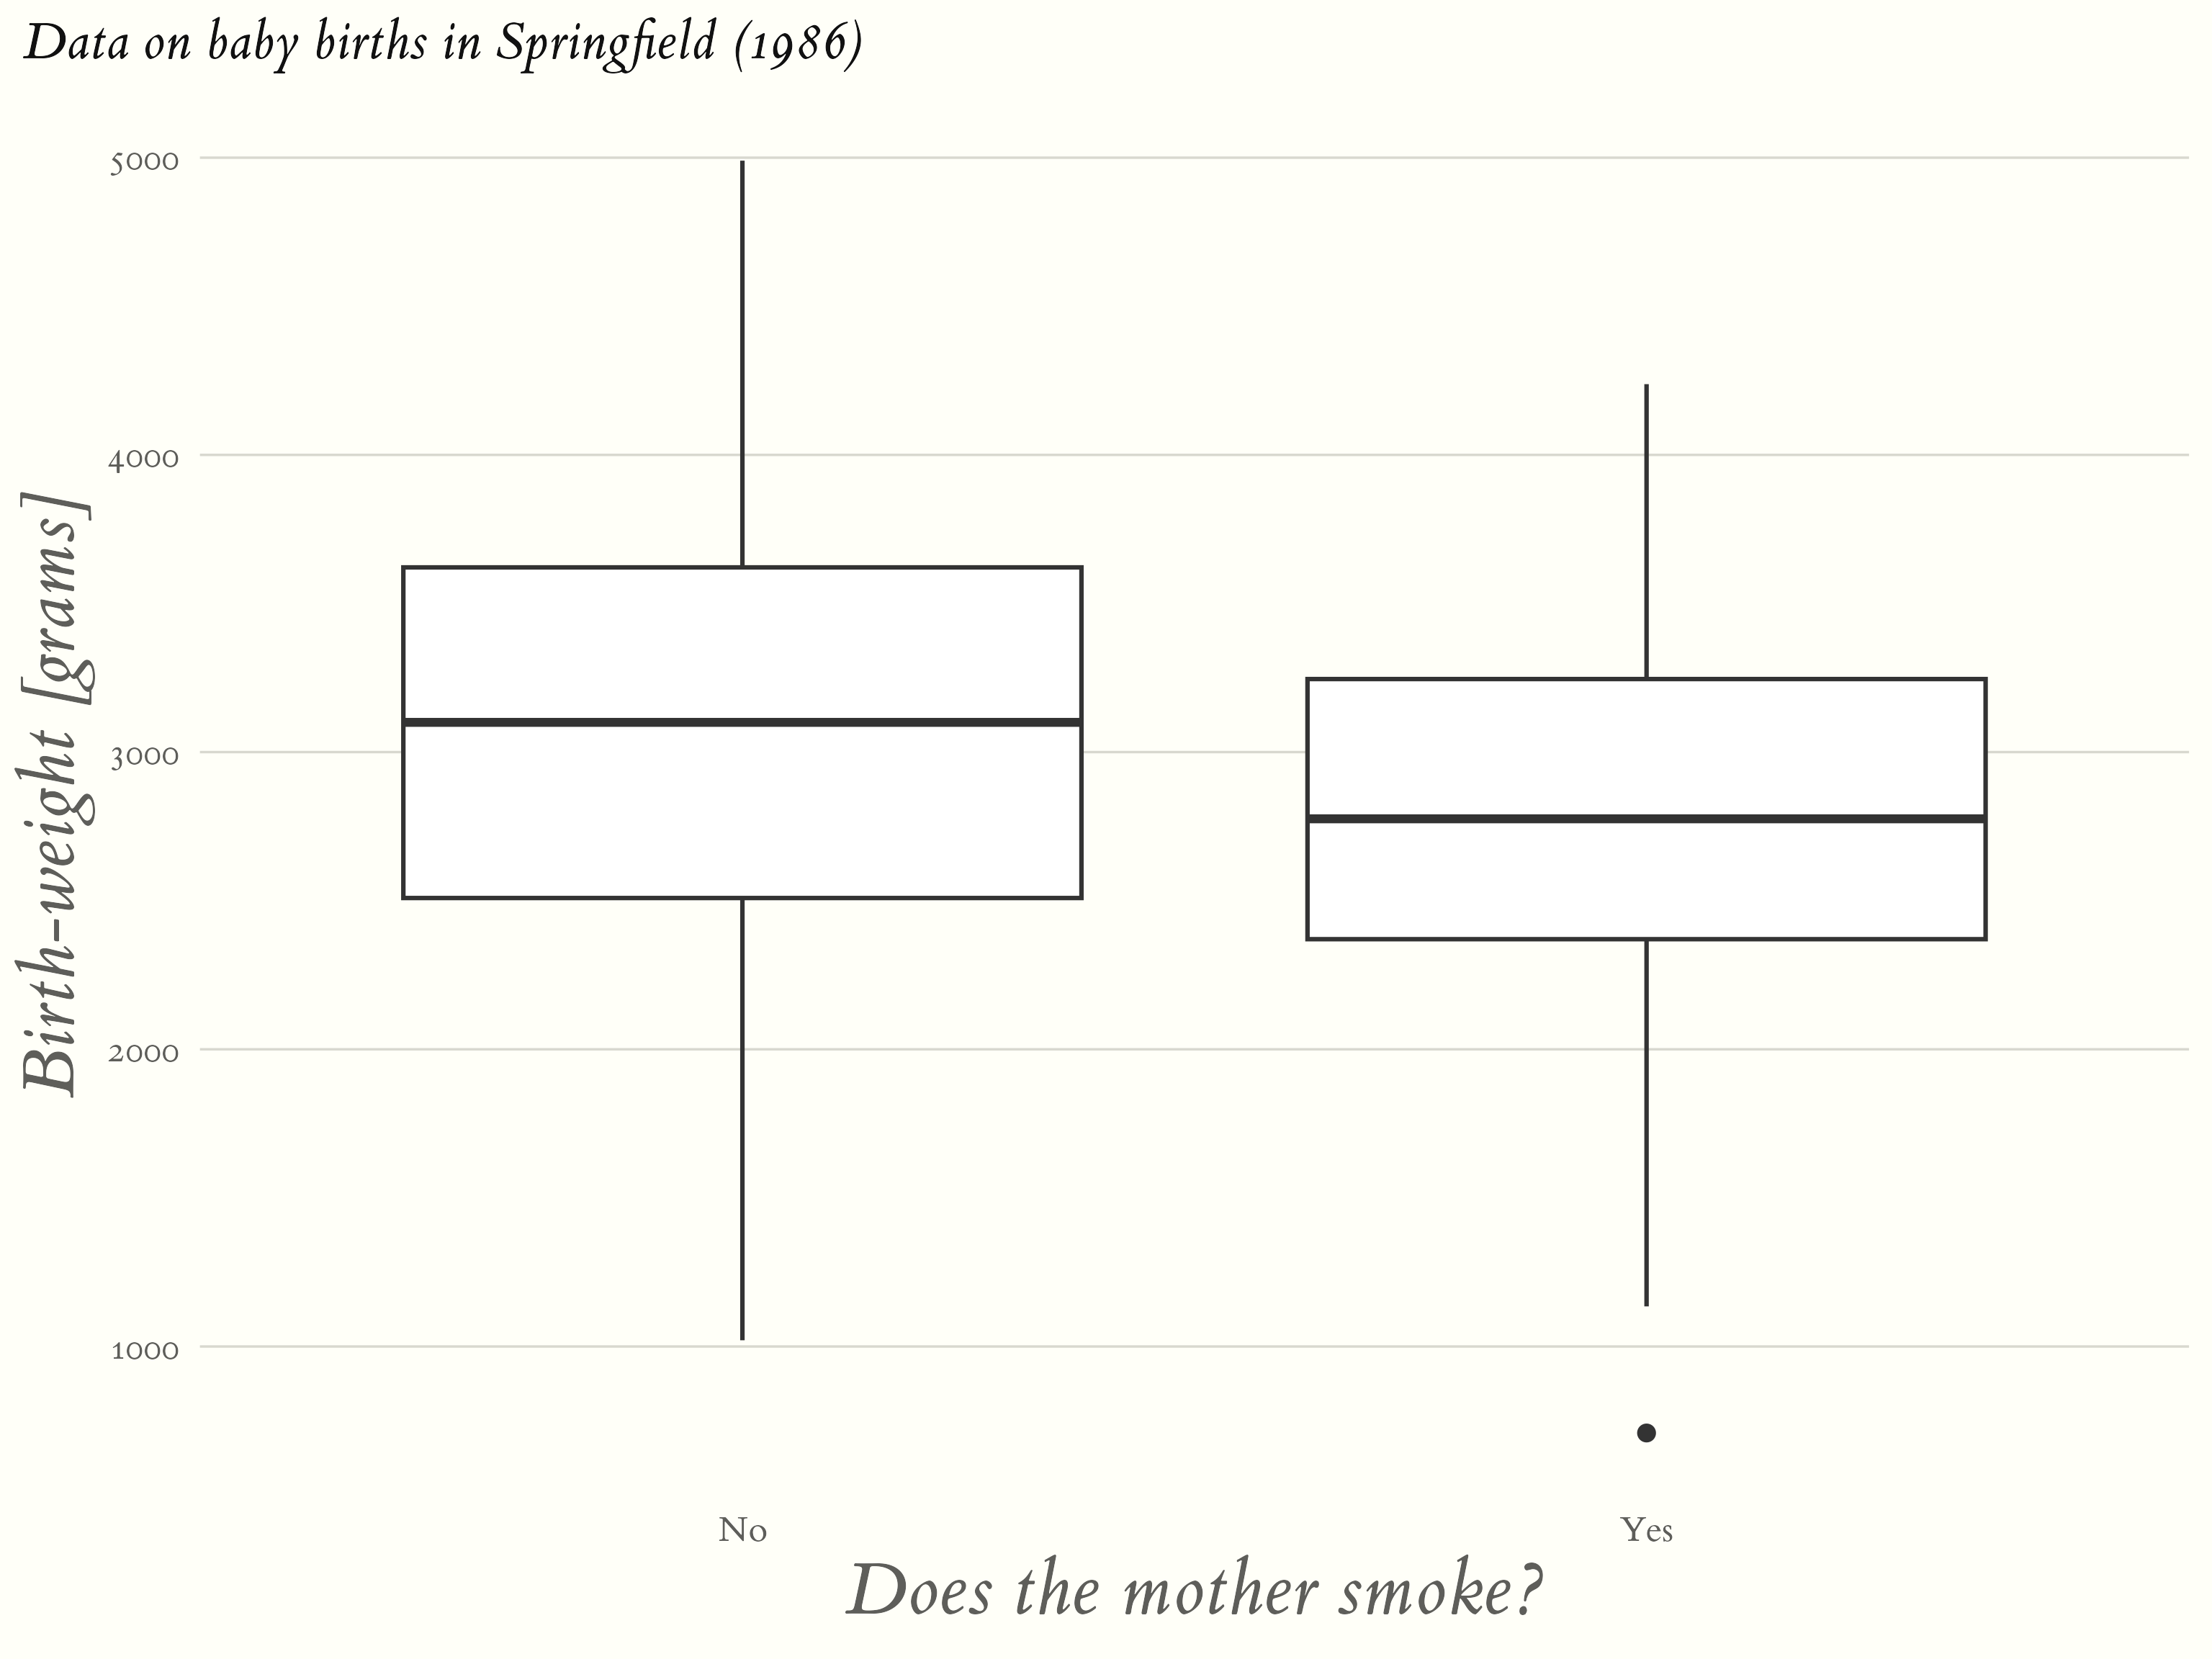 Data on baby births in Springfield (1986)
5000
4000
3000
2000
1000
Birth-weight [grams]
No
Yes
Does the mother smoke?